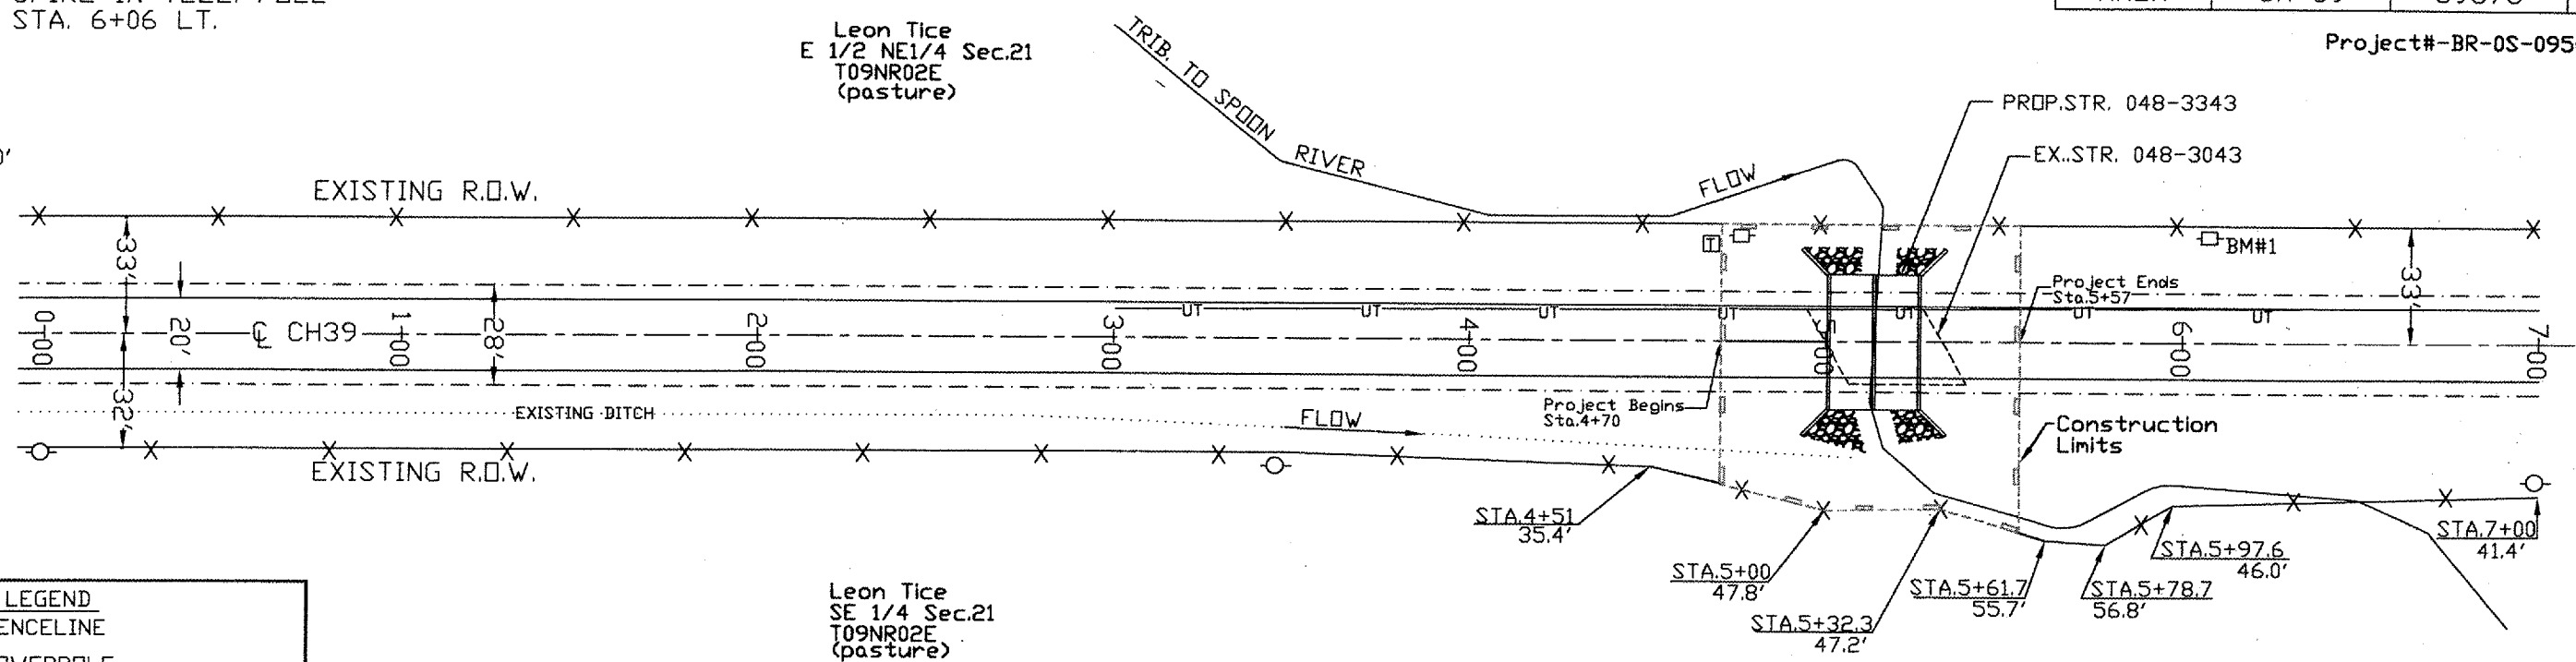 STA. 6+06 LT.
Leon Tice
E 1/2 NE1/4 Sec.21
T09NR02E
(pasture)
TRIB. TO SPOON RIVER
Project#-BR-OS-095
PROP.STR. 048-3343
EX..STR. 048-3043
EXISTING R.O.W.
FLOW
BM#1
33'
20'
℄ CH39
28'
32'
33'
0+00
1+00
2+00
3+00
4+00
5+00
6+00
7+00
UT
UT
UT
UT
UT
UT
UT
Project Ends
Sta.5+57
Project Begins
Sta.4+70
EXISTING DITCH
FLOW
Construction
Limits
EXISTING R.O.W.
STA.4+51
35.4'
STA.5+00
47.8'
STA.5+32.3
47.2'
STA.5+61.7
55.7'
STA.5+78.7
56.8'
STA.5+97.6
46.0'
STA.7+00
41.4'
LEGEND
ENCELINE
Leon Tice
SE 1/4 Sec.21
T09NR02E
(pasture)